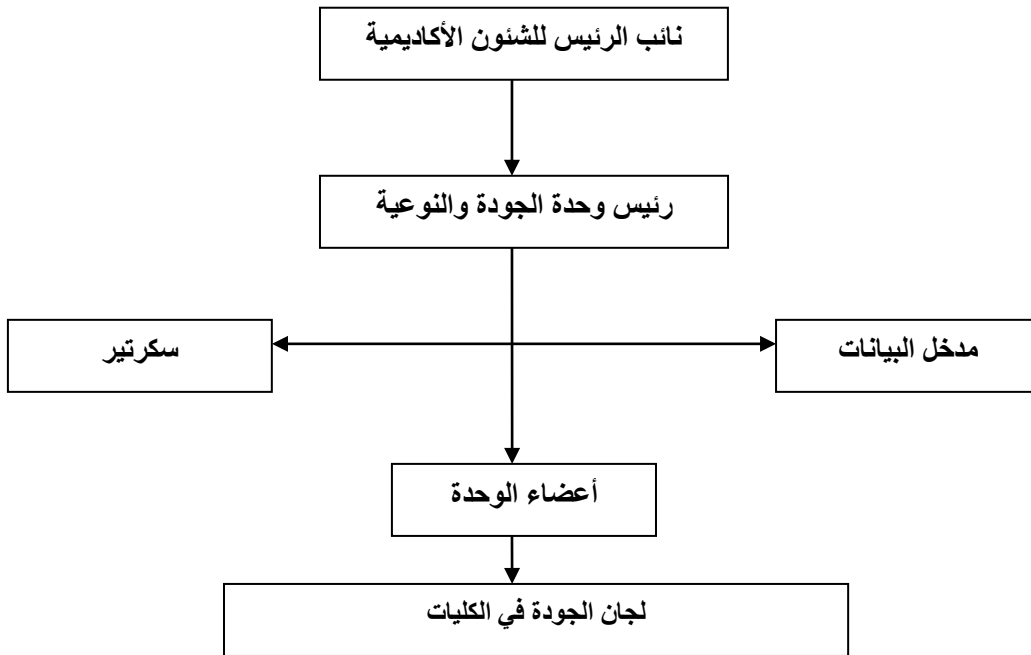 نائب الرئيس للشئون الأكاديمية
رئيس وحدة الجودة والنوعية
مدخل البيانات
سكرتير
أعضاء الوحدة
لجان الجودة في الكليات